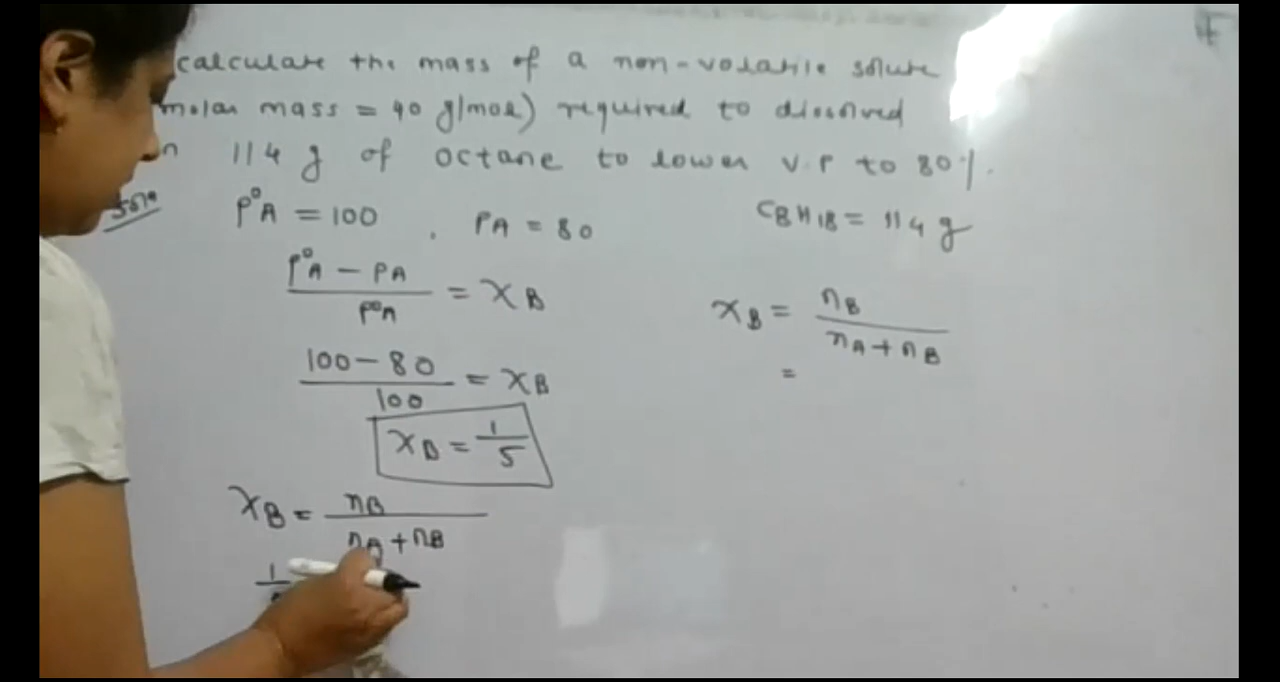 calculate the mass of a non-volatile solute
molar mass = 40 g/mol) required to dissolved
n 114 g of octane to lower V.P to 80%.
Soln P°A = 100 , PA = 80 C8H18 = 114 g
P°A - PA / P°A = XB
XB = nB / nA + nB
100 - 80 / 100 = XB
=
XB = 1/5
XB = nB / nA + nB
1